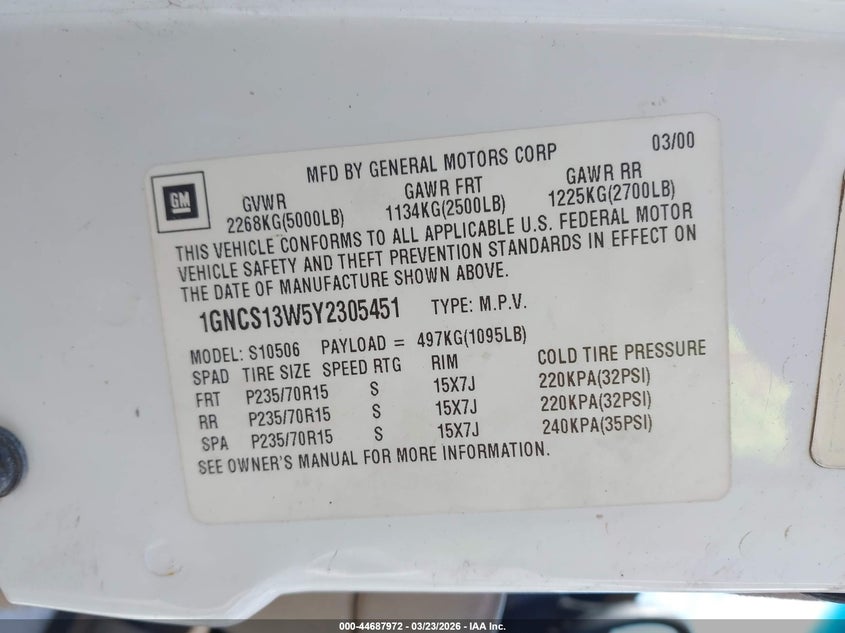 03/00
MFD BY GENERAL MOTORS CORP
GM
GVWR GAWR FRT GAWR RR
2268KG(5000LB) 1134KG(2500LB) 1225KG(2700LB)
THIS VEHICLE CONFORMS TO ALL APPLICABLE U.S. FEDERAL MOTOR
VEHICLE SAFETY AND THEFT PREVENTION STANDARDS IN EFFECT ON
THE DATE OF MANUFACTURE SHOWN ABOVE.
1GNCS13W5Y2305451 TYPE: M.P.V.
MODEL: S10506 PAYLOAD = 497KG(1095LB)
SPAD TIRE SIZE SPEED RTG RIM COLD TIRE PRESSURE
FRT P235/70R15 S 15X7J 220KPA(32PSI)
RR P235/70R15 S 15X7J 220KPA(32PSI)
SPA P235/70R15 S 15X7J 240KPA(35PSI)
SEE OWNER'S MANUAL FOR MORE INFORMATION.
000-44687972 - 03/23/2026 - IAA Inc.